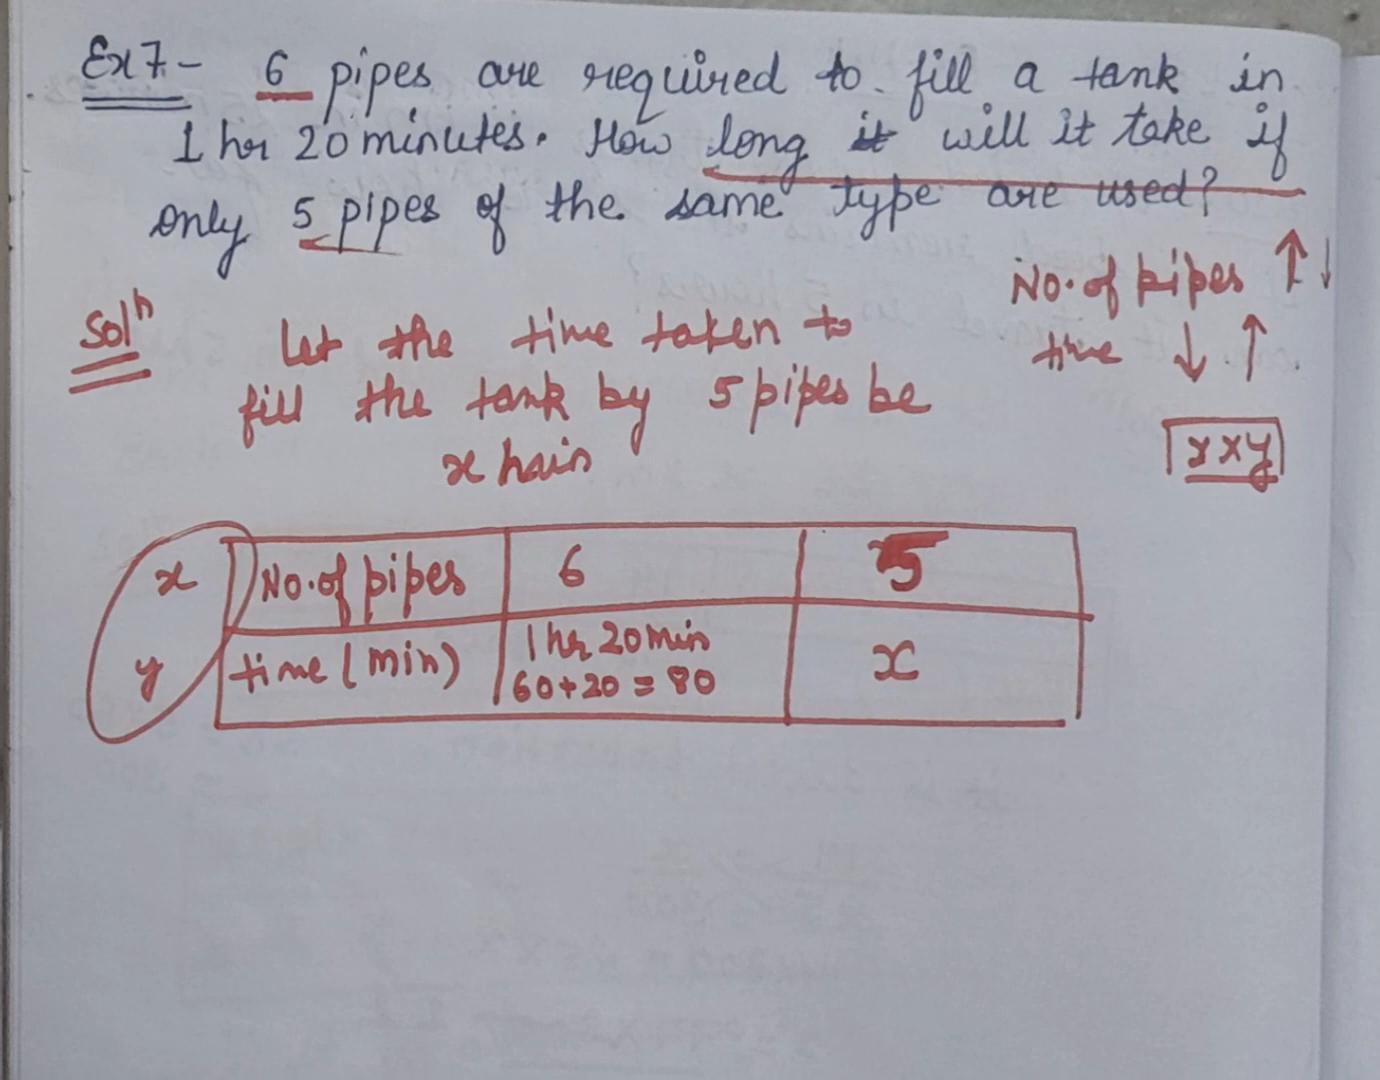 Ex7- 6 pipes are required to fill a tank in
1 hr 20 minutes. How long it will it take if
only 5 pipes of the same type are used?
No. of pipes ↑ ↓
time ↓ ↑
x x y
Solⁿ Let the time taken to
fill the tank by 5 pipes be
x
x No. of pipes 6 5
y time (min) 1 hr 20 min x
60+20 = 80